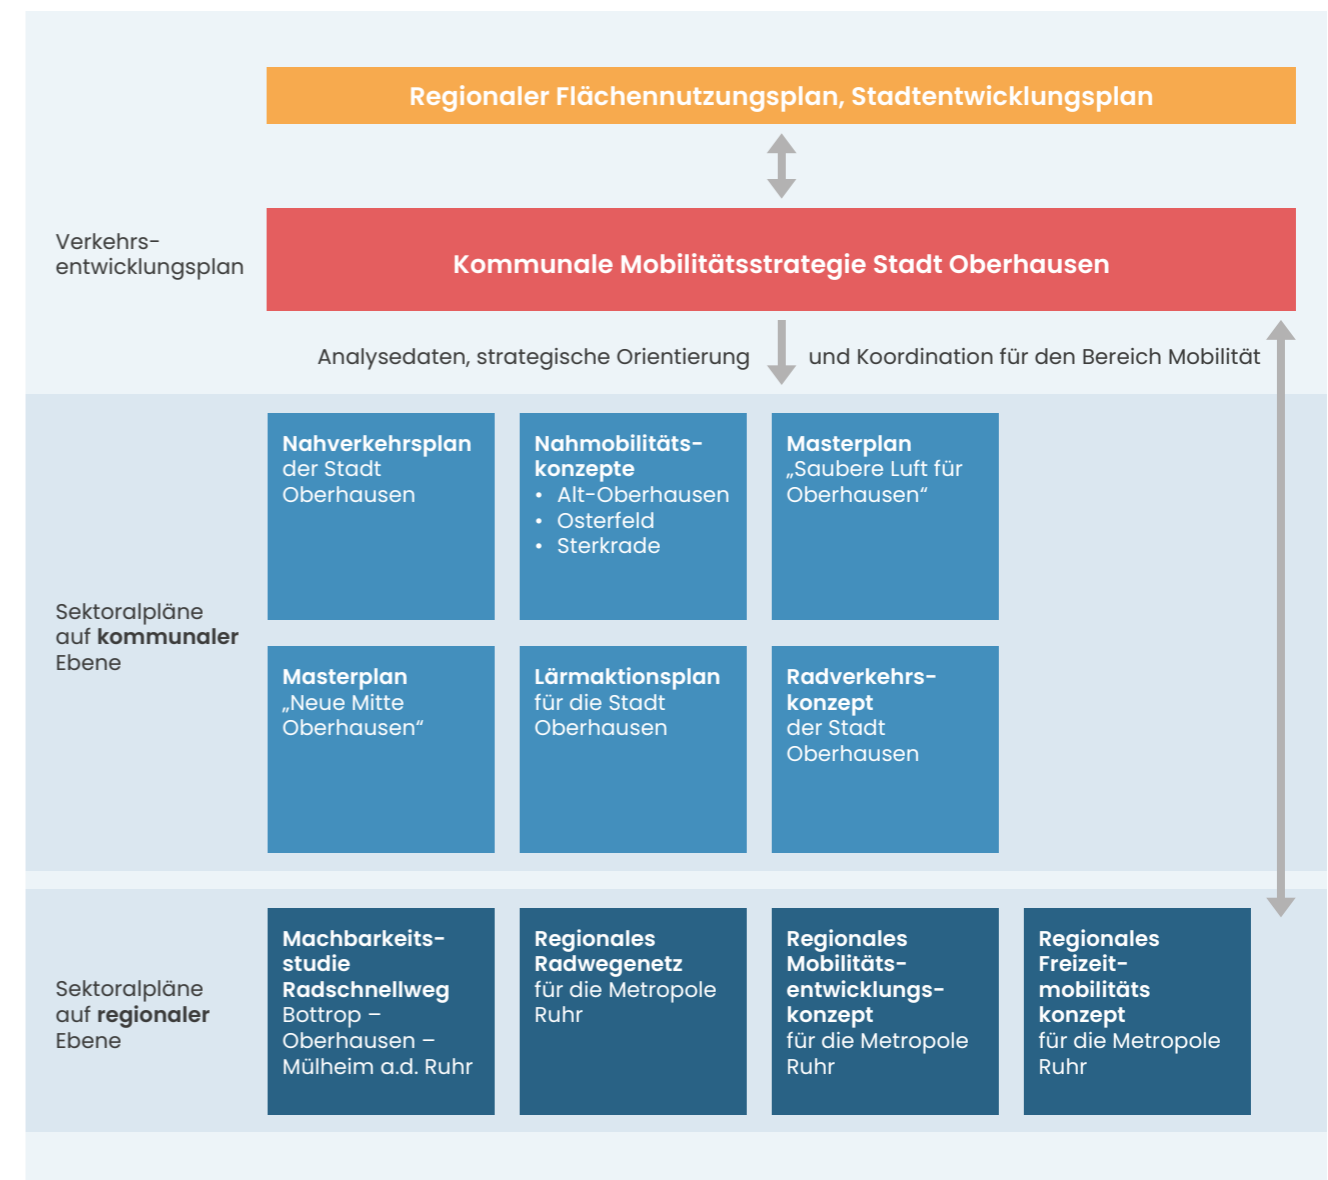 Regionaler Flächennutzungsplan, Stadtentwicklungsplan
Verkehrs-
entwicklungsplan
Kommunale Mobilitätsstrategie Stadt Oberhausen
Analysedaten, strategische Orientierung und Koordination für den Bereich Mobilität
Sektoralpläne
auf kommunaler
Ebene
Nahverkehrsplan
der Stadt
Oberhausen
Nahmobilitäts-
konzepte
• Alt-Oberhausen
• Osterfeld
• Sterkrade
Masterplan
„Saubere Luft für
Oberhausen“
Masterplan
„Neue Mitte
Oberhausen“
Lärmaktionsplan
für die Stadt
Oberhausen
Radverkehrs-
konzept
der Stadt
Oberhausen
Sektoralpläne
auf regionaler
Ebene
Machbarkeits-
studie
Radschnellweg
Bottrop –
Oberhausen –
Mülheim a.d. Ruhr
Regionales
Radwegenetz
für die Metropole
Ruhr
Regionales
Mobilitäts-
entwicklungs-
konzept
für die Metropole
Ruhr
Regionales
Freizeit-
mobilitäts
konzept
für die Metropole
Ruhr